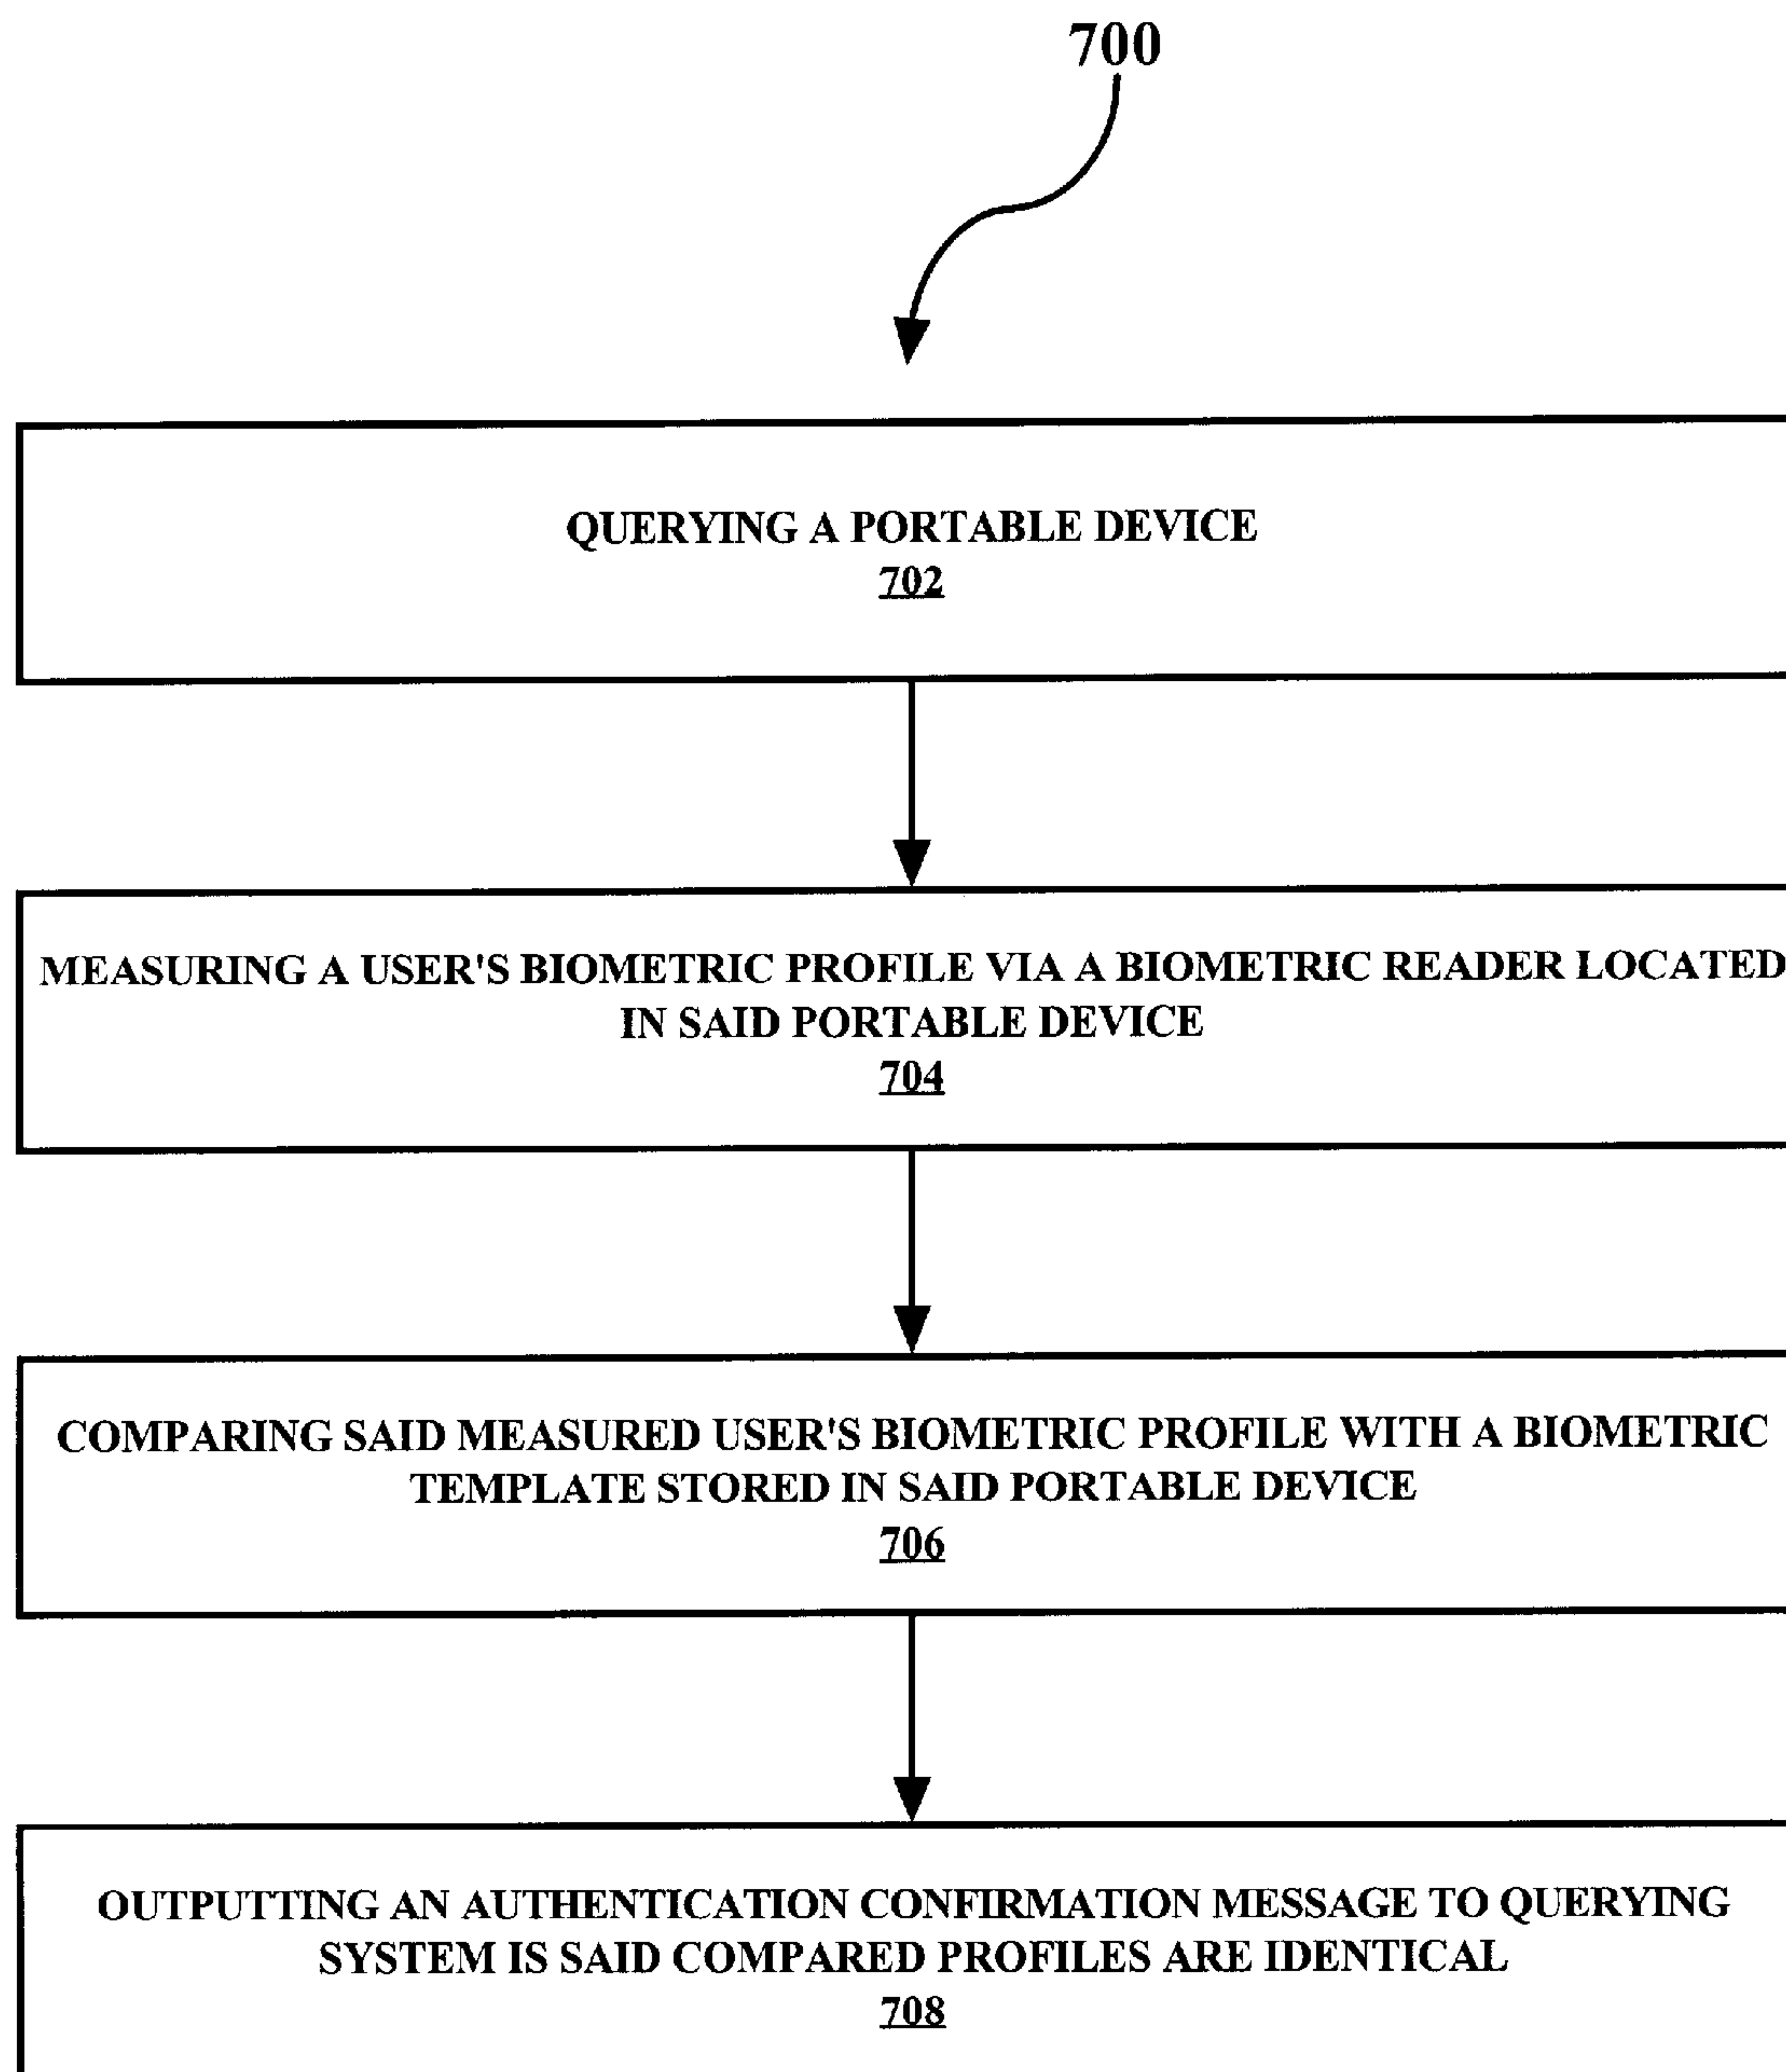 700
QUERYING A PORTABLE DEVICE
702
MEASURING A USER'S BIOMETRIC PROFILE VIA A BIOMETRIC READER LOCATED
IN SAID PORTABLE DEVICE
704
COMPARING SAID MEASURED USER'S BIOMETRIC PROFILE WITH A BIOMETRIC
TEMPLATE STORED IN SAID PORTABLE DEVICE
706
OUTPUTTING AN AUTHENTICATION CONFIRMATION MESSAGE TO QUERYING
SYSTEM IS SAID COMPARED PROFILES ARE IDENTICAL
708